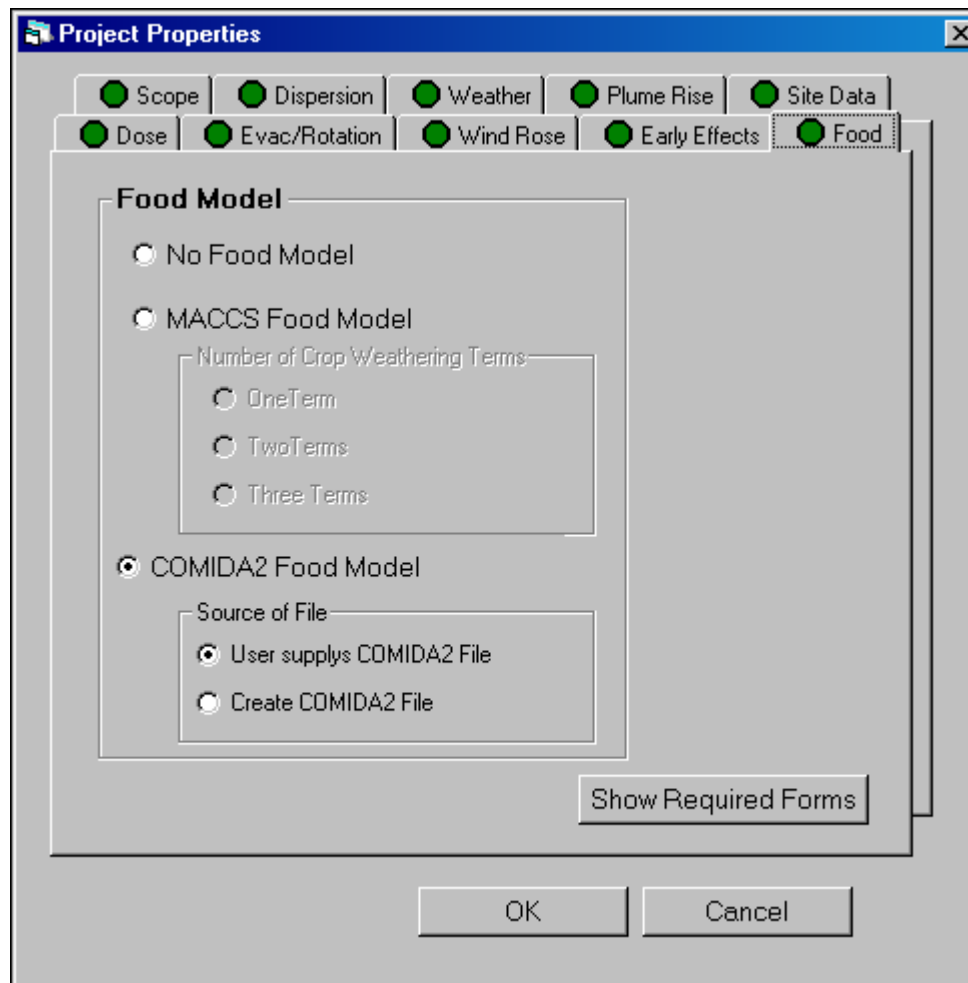 Project Properties
Scope Dispersion Weather Plume Rise Site Data
Dose Evac/Rotation Wind Rose Early Effects Food
Food Model
No Food Model
MACCS Food Model
Number of Crop Weathering Terms
OneTerm
TwoTerms
Three Terms
COMIDA2 Food Model
Source of File
User supplys COMIDA2 File
Create COMIDA2 File
Show Required Forms
OK Cancel